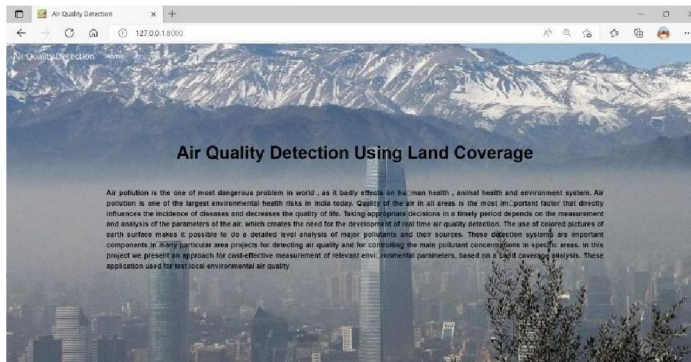 Air Quality Detection
127.0.0.1:8000
Air Quality Detection Home
Air Quality Detection Using Land Coverage
Air pollution is the one of most dangerous problem in world , as it badly effects on hu□man health , animal health and environment system. Air
pollution is one of the largest environmental health risks in India today. Quality of the air in all areas is the most im□portant factor that directly
influences the incidence of diseases and decreases the quality of life. Taking appropriate decisions in a timely period depends on the measurement
and analysis of the parameters of the air, which creates the need for the development of real time air quality detection. The use of colored pictures of
earth surface makes it possible to do a detailed level analysis of major pollutants and their sources. These detection systems are important
components in many particular area projects for detecting air quality and for controlling the main pollutant concentrations in specific areas. In this
project we present an approach for cost-effective measurement of relevant envi□ronmental parameters, based on a Land coverage analysis. These
application used for test local environmental air quality